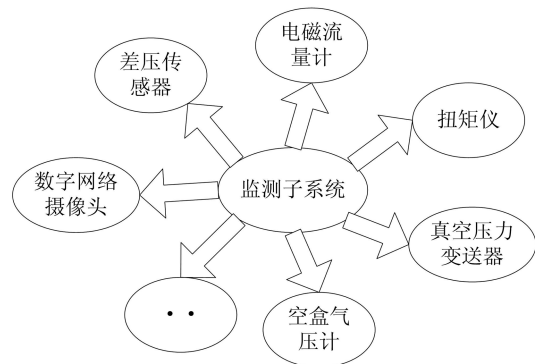 电磁流
量计
差压传
感器
扭矩仪
监测子系统
数字网络
摄像头
真空压力
变送器
··
空盒气
压计